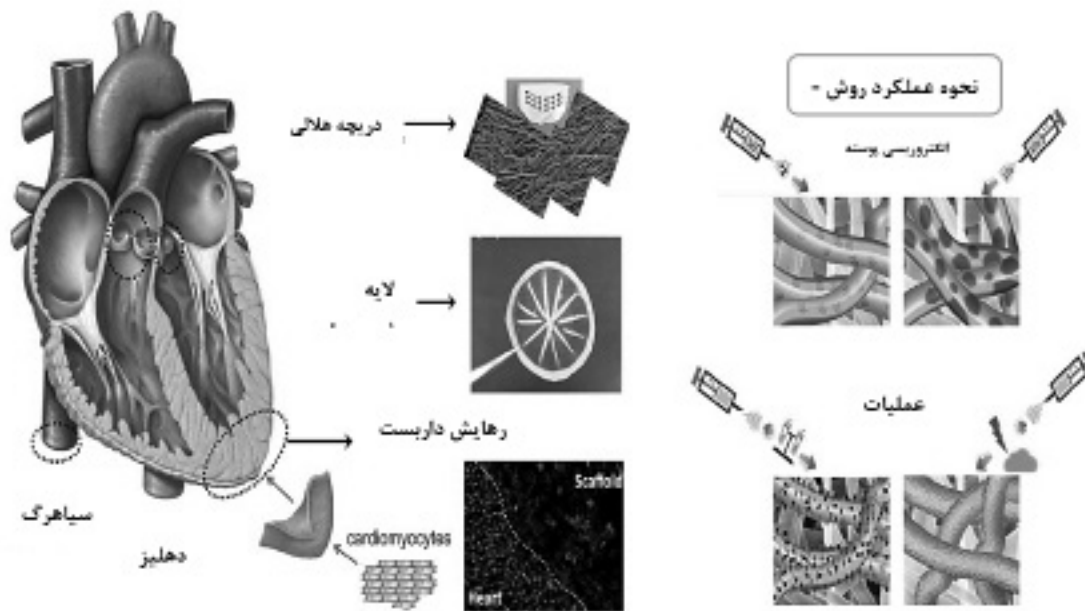 دریچه هلالی
لایه
رهایش داربست
سیاهرگ
دهلیز
cardiomyocytes
Scaffold
Heart
نحوه عملکرد روش -
الکتروریسی پوسته
عملیات